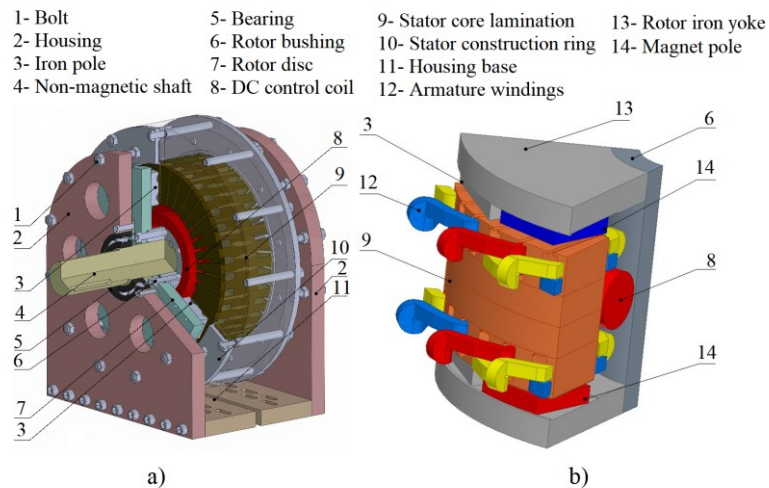 1- Bolt
2- Housing
3- Iron pole
4- Non-magnetic shaft
5- Bearing
6- Rotor bushing
7- Rotor disc
8- DC control coil
9- Stator core lamination
10- Stator construction ring
11- Housing base
12- Armature windings
13- Rotor iron yoke
14- Magnet pole
1
2
3
4
5
6
7
3
8
9
10
2
11
a)
13
6
3
14
12
9
8
14
b)